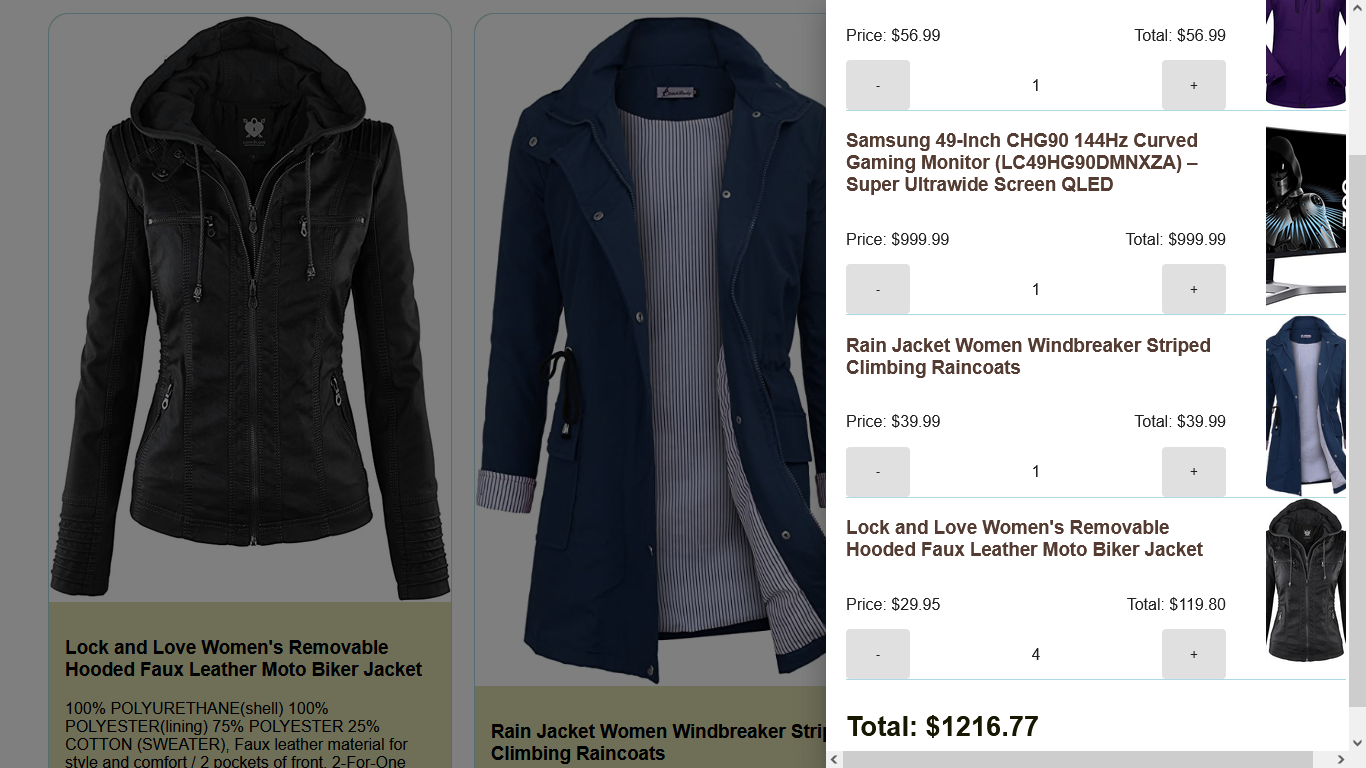 Lock and Love Women's Removable
Hooded Faux Leather Moto Biker Jacket
100% POLYURETHANE(shell) 100%
POLYESTER(lining) 75% POLYESTER 25%
COTTON (SWEATER), Faux leather material for
style and comfort / 2 pockets of front, 2-For-One
Rain Jacket Women Windbreaker Strip
Climbing Raincoats
Price: $56.99 Total: $56.99
- 1 +
Samsung 49-Inch CHG90 144Hz Curved
Gaming Monitor (LC49HG90DMNXZA) –
Super Ultrawide Screen QLED
Price: $999.99 Total: $999.99
- 1 +
Rain Jacket Women Windbreaker Striped
Climbing Raincoats
Price: $39.99 Total: $39.99
- 1 +
Lock and Love Women's Removable
Hooded Faux Leather Moto Biker Jacket
Price: $29.95 Total: $119.80
- 4 +
Total: $1216.77